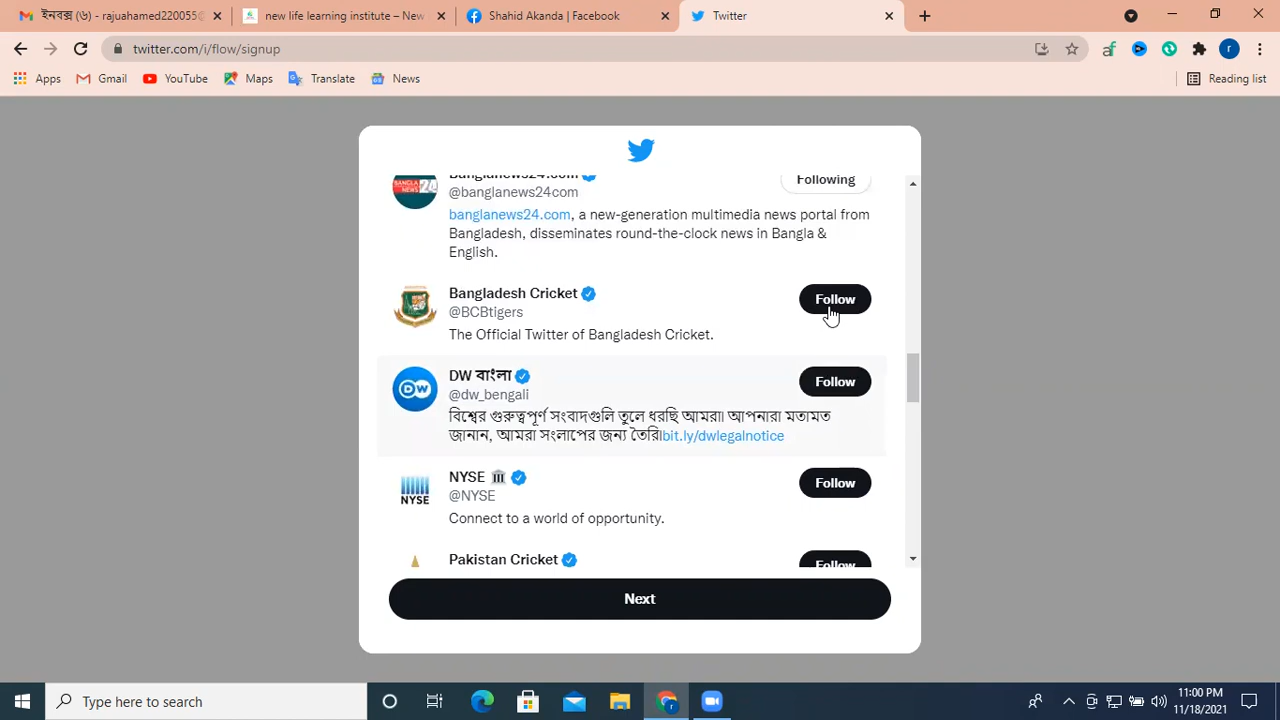 ইনবক্স (৬) - rajuahamed220055@
new life learning institute – New
Shahid Akanda | Facebook
Twitter
twitter.com/i/flow/signup
Apps
Gmail
YouTube
Maps
Translate
News
Reading list
Banglanews24.com
Following
@banglanews24com
banglanews24.com, a new-generation multimedia news portal from
Bangladesh, disseminates round-the-clock news in Bangla &
English.
Bangladesh Cricket
Follow
@BCBtigers
The Official Twitter of Bangladesh Cricket.
DW বাংলা
Follow
@dw_bengali
বিশ্বের গুরুত্বপূর্ণ সংবাদগুলি তুলে ধরছি আমরা৷ আপনারা মতামত
জানান, আমরা সংলাপের জন্য তৈরি৷bit.ly/dwlegalnotice
NYSE
Follow
@NYSE
Connect to a world of opportunity.
Pakistan Cricket
Follow
Next
Type here to search
11:00 PM
11/18/2021